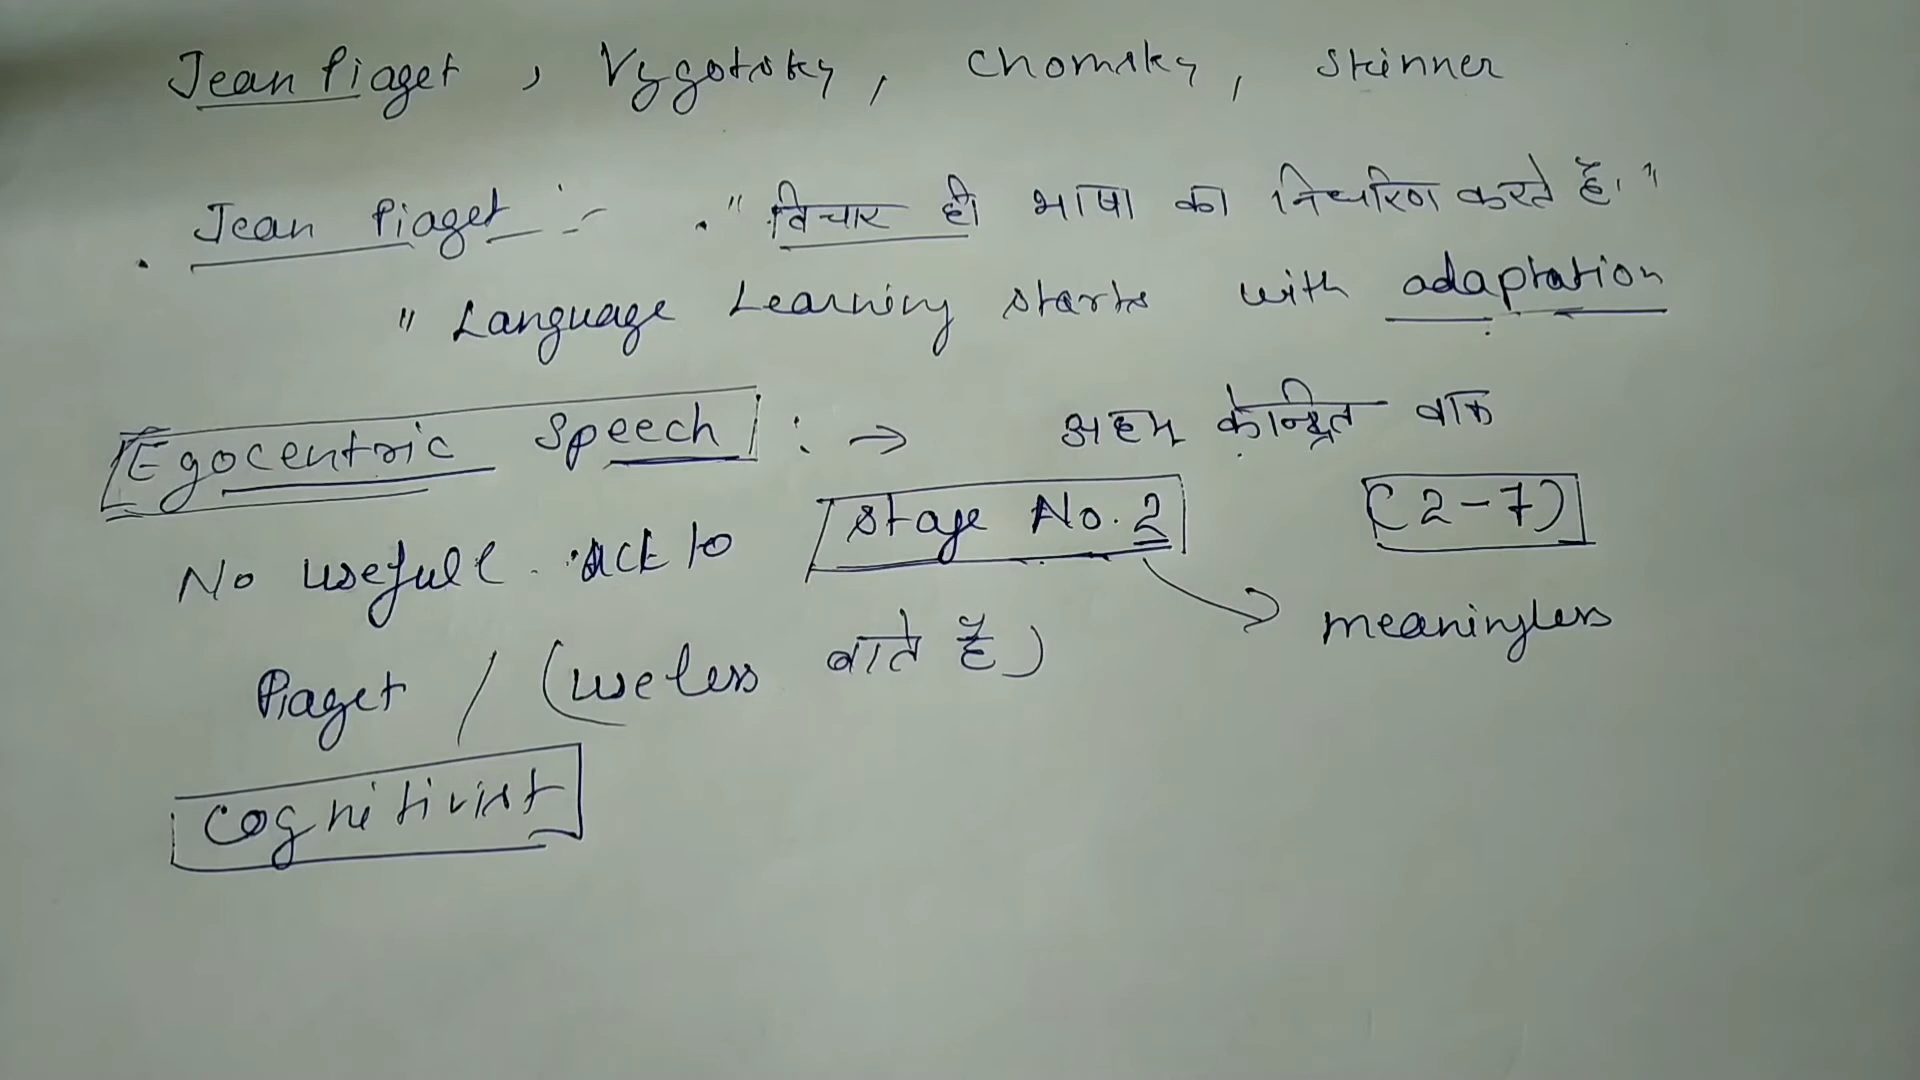 Jean Piaget , Vygotsky, Chomsky, Skinner
. Jean Piaget :- . "विचार ही भाषा का निर्धारण करते हैं।"
" Language Learning starts with adaptation
Egocentric Speech : → अहम केन्द्रित वाक
No usefull. ack to Stage No. 2 (2-7)
Piaget / (useless बाते है) meaningless
Cognitivist